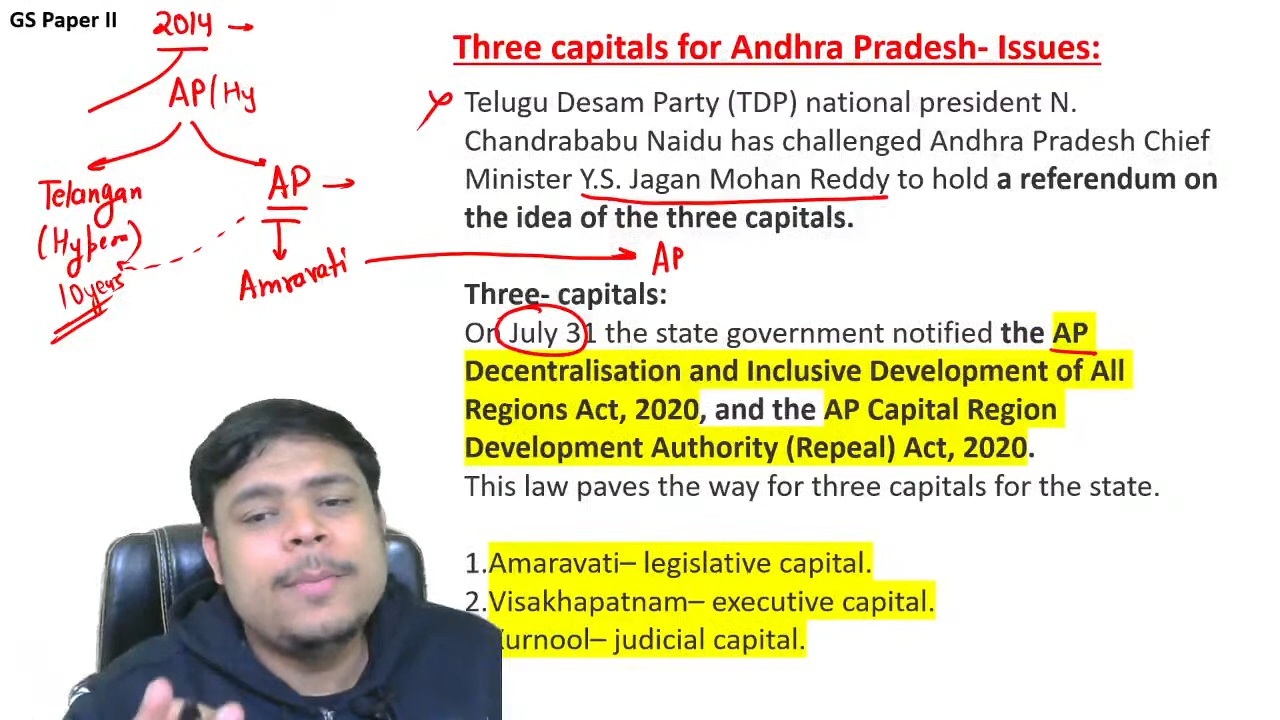 GS Paper II
2014
AP (Hy
Telangan
AP
(Hyper)
10 years
Amravati
AP
Three capitals for Andhra Pradesh- Issues:
Telugu Desam Party (TDP) national president N.
Chandrababu Naidu has challenged Andhra Pradesh Chief
Minister Y.S. Jagan Mohan Reddy to hold a referendum on
the idea of the three capitals.
Three- capitals:
On July 31 the state government notified the AP
Decentralisation and Inclusive Development of All
Regions Act, 2020, and the AP Capital Region
Development Authority (Repeal) Act, 2020.
This law paves the way for three capitals for the state.
1.Amaravati– legislative capital.
2.Visakhapatnam– executive capital.
urnool– judicial capital.